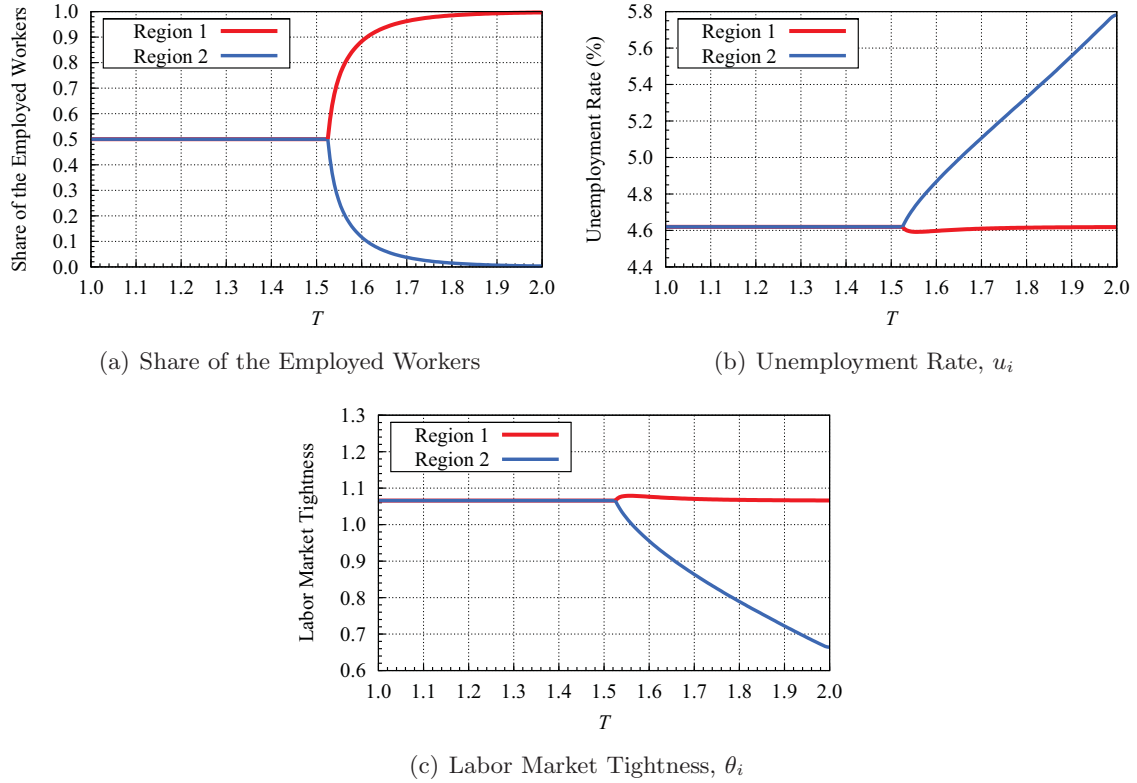 Share of the Employed Workers
1.0
0.9
0.8
0.7
0.6
0.5
0.4
0.3
0.2
0.1
0.0
Region 1
Region 2
1.0 1.1 1.2 1.3 1.4 1.5 1.6 1.7 1.8 1.9 2.0
T
(a) Share of the Employed Workers
Unemployment Rate (%)
5.8
5.6
5.4
5.2
5.0
4.8
4.6
4.4
Region 1
Region 2
1.0 1.1 1.2 1.3 1.4 1.5 1.6 1.7 1.8 1.9 2.0
T
(b) Unemployment Rate, u_i
Labor Market Tightness
1.3
1.2
1.1
1.0
0.9
0.8
0.7
0.6
Region 1
Region 2
1.0 1.1 1.2 1.3 1.4 1.5 1.6 1.7 1.8 1.9 2.0
T
(c) Labor Market Tightness, θ_i